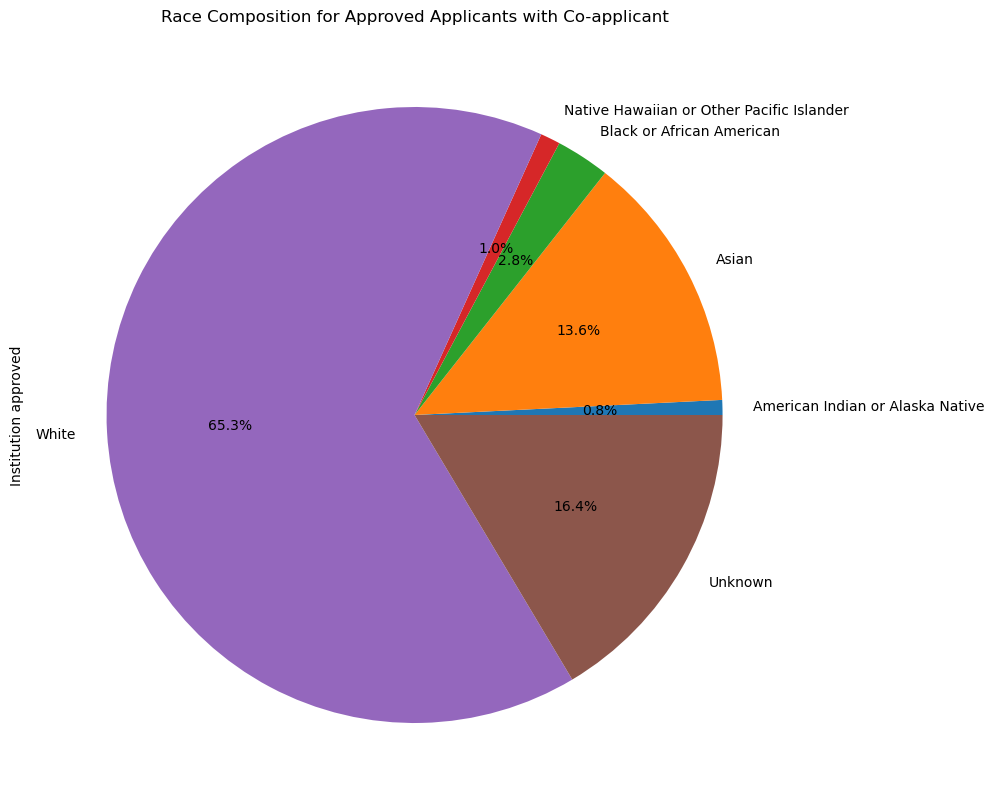 Race Composition for Approved Applicants with Co-applicant
Native Hawaiian or Other Pacific Islander
Black or African American
1.0%
2.8%
Asian
13.6%
American Indian or Alaska Native
0.8%
Institution approved
White
65.3%
16.4%
Unknown